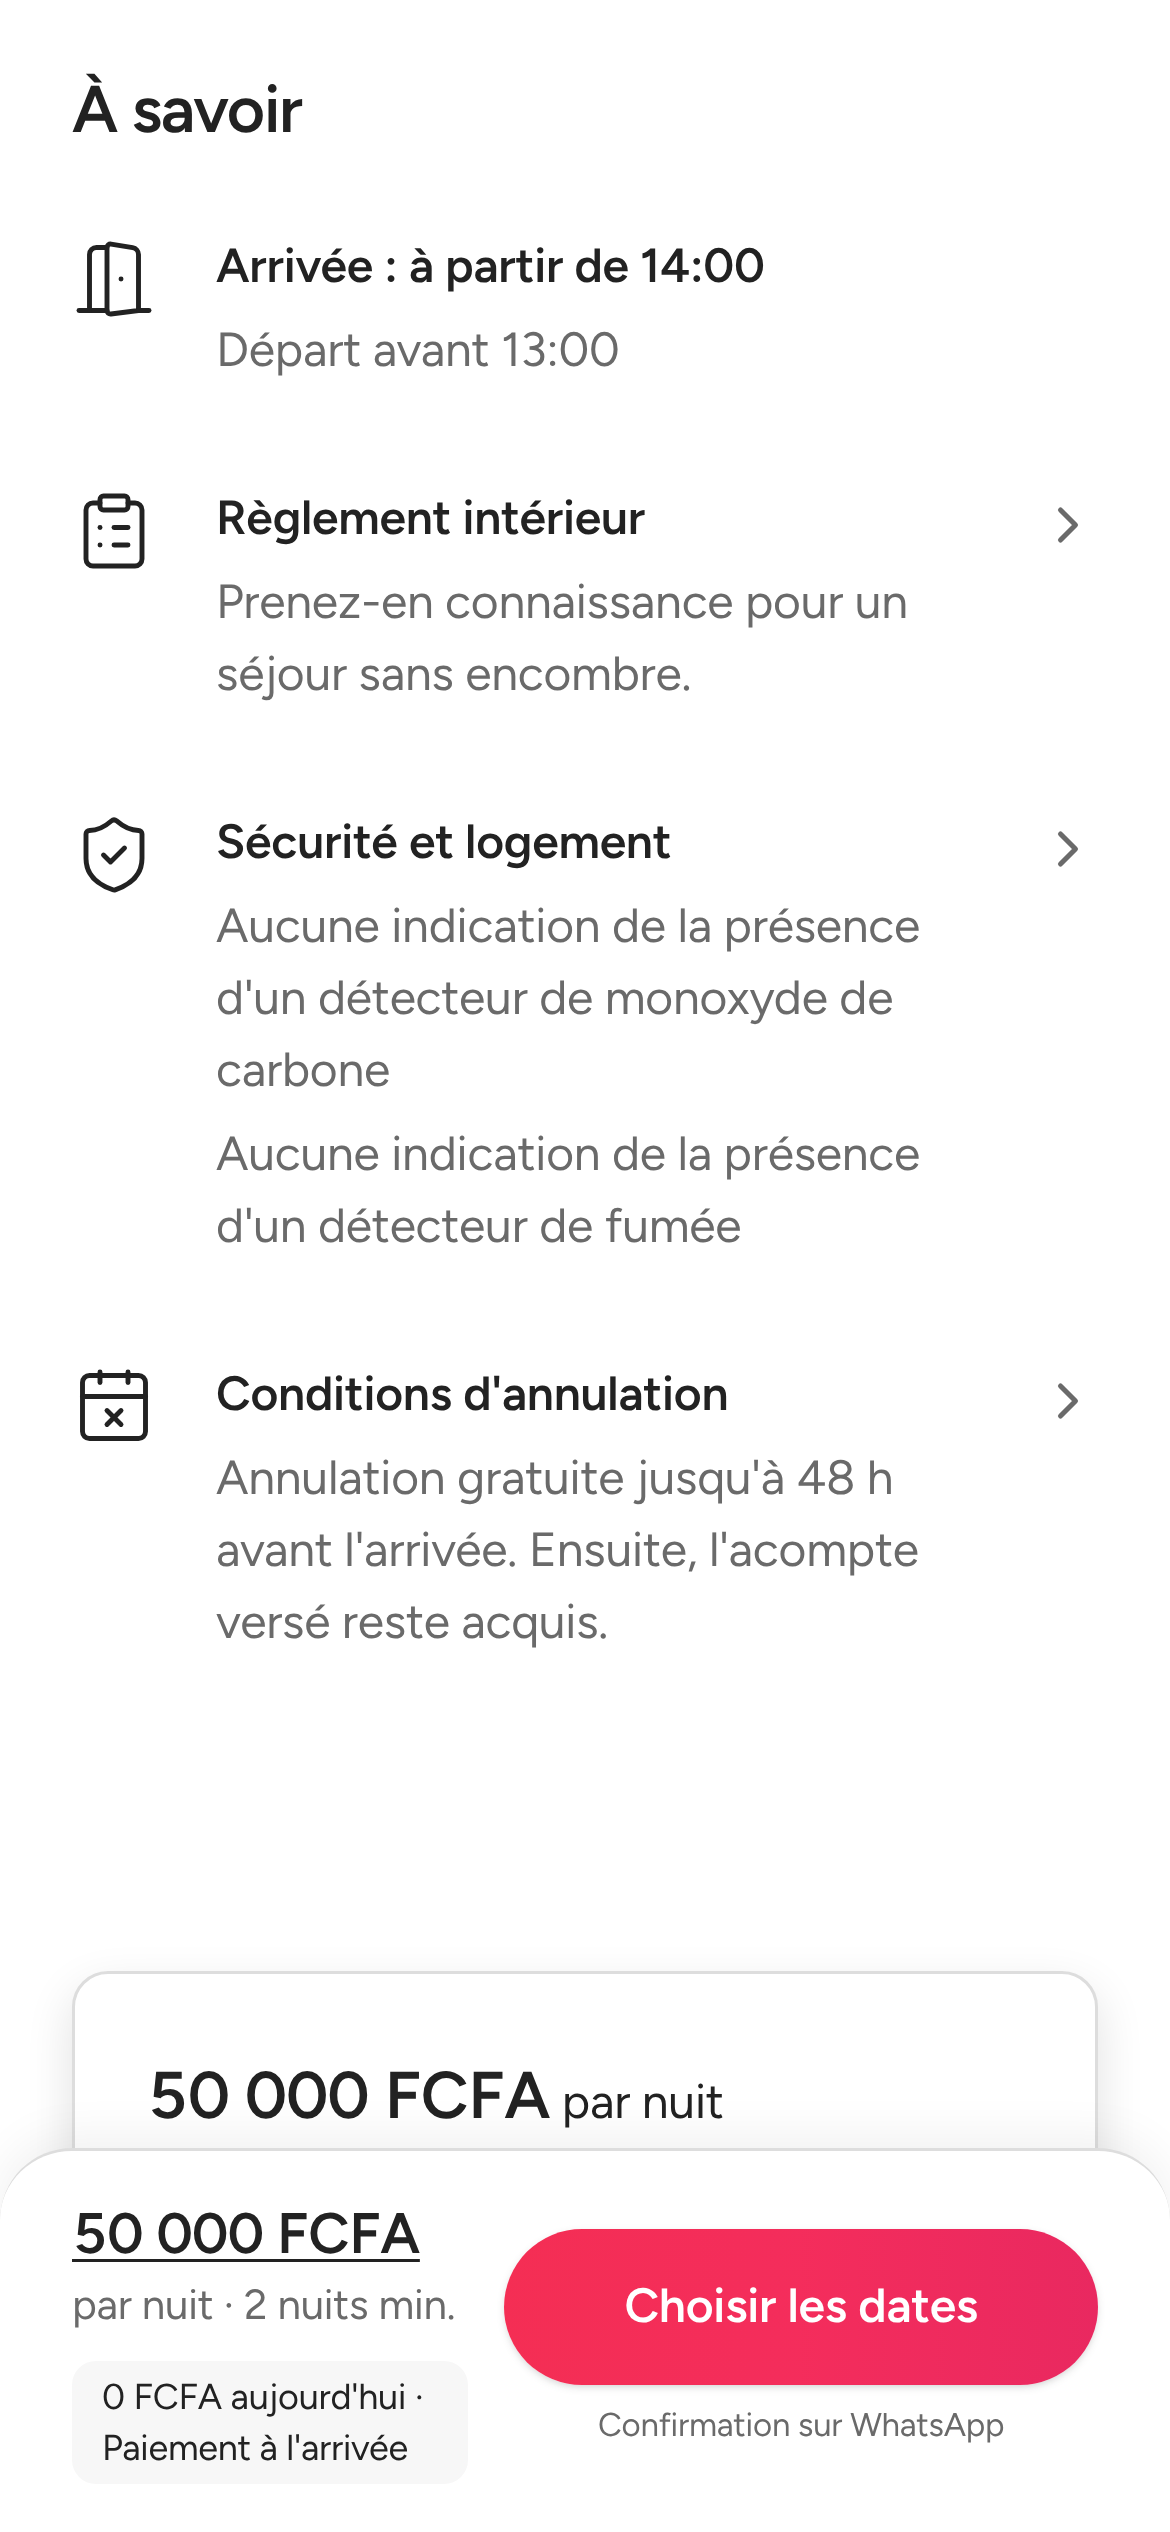 À savoir
Arrivée : à partir de 14:00
Départ avant 13:00
Règlement intérieur
Prenez-en connaissance pour un
séjour sans encombre.
Sécurité et logement
Aucune indication de la présence
d'un détecteur de monoxyde de
carbone
Aucune indication de la présence
d'un détecteur de fumée
Conditions d'annulation
Annulation gratuite jusqu'à 48 h
avant l'arrivée. Ensuite, l'acompte
versé reste acquis.
50 000 FCFA par nuit
50 000 FCFA
par nuit · 2 nuits min.
0 FCFA aujourd'hui ·
Paiement à l'arrivée
Choisir les dates
Confirmation sur WhatsApp